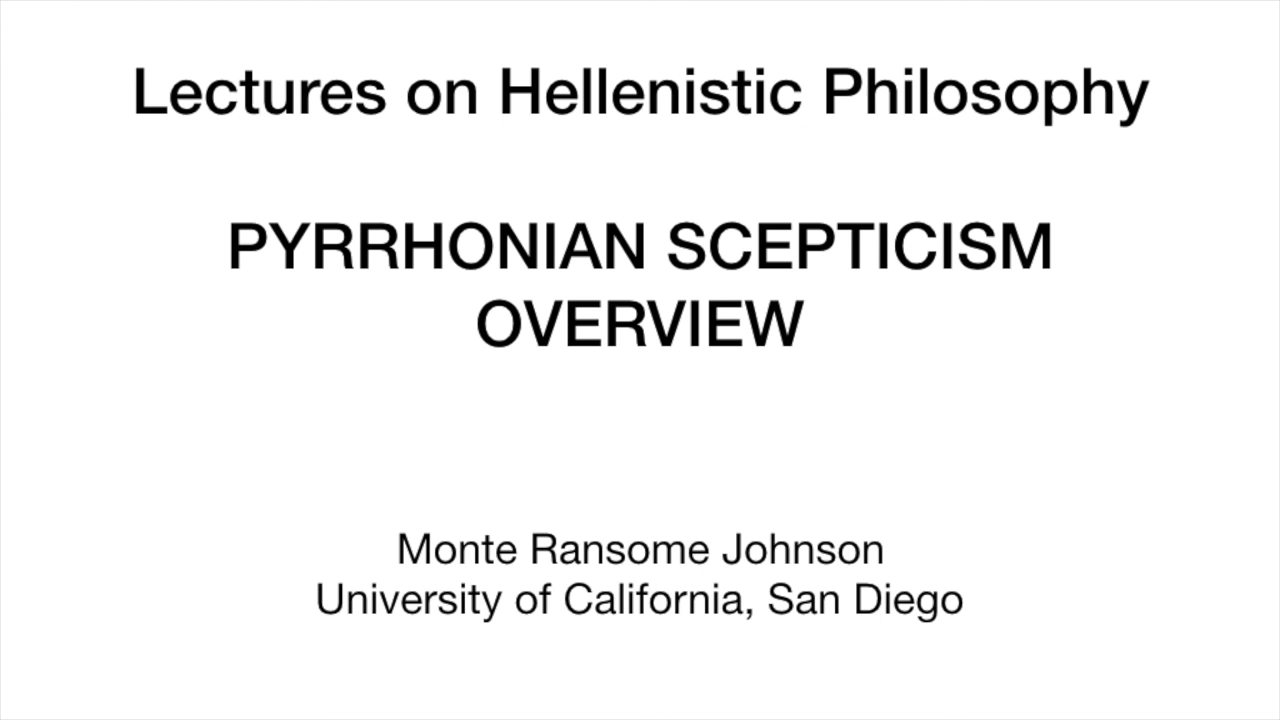 Lectures on Hellenistic Philosophy
PYRRHONIAN SCEPTICISM
OVERVIEW
Monte Ransome Johnson
University of California, San Diego